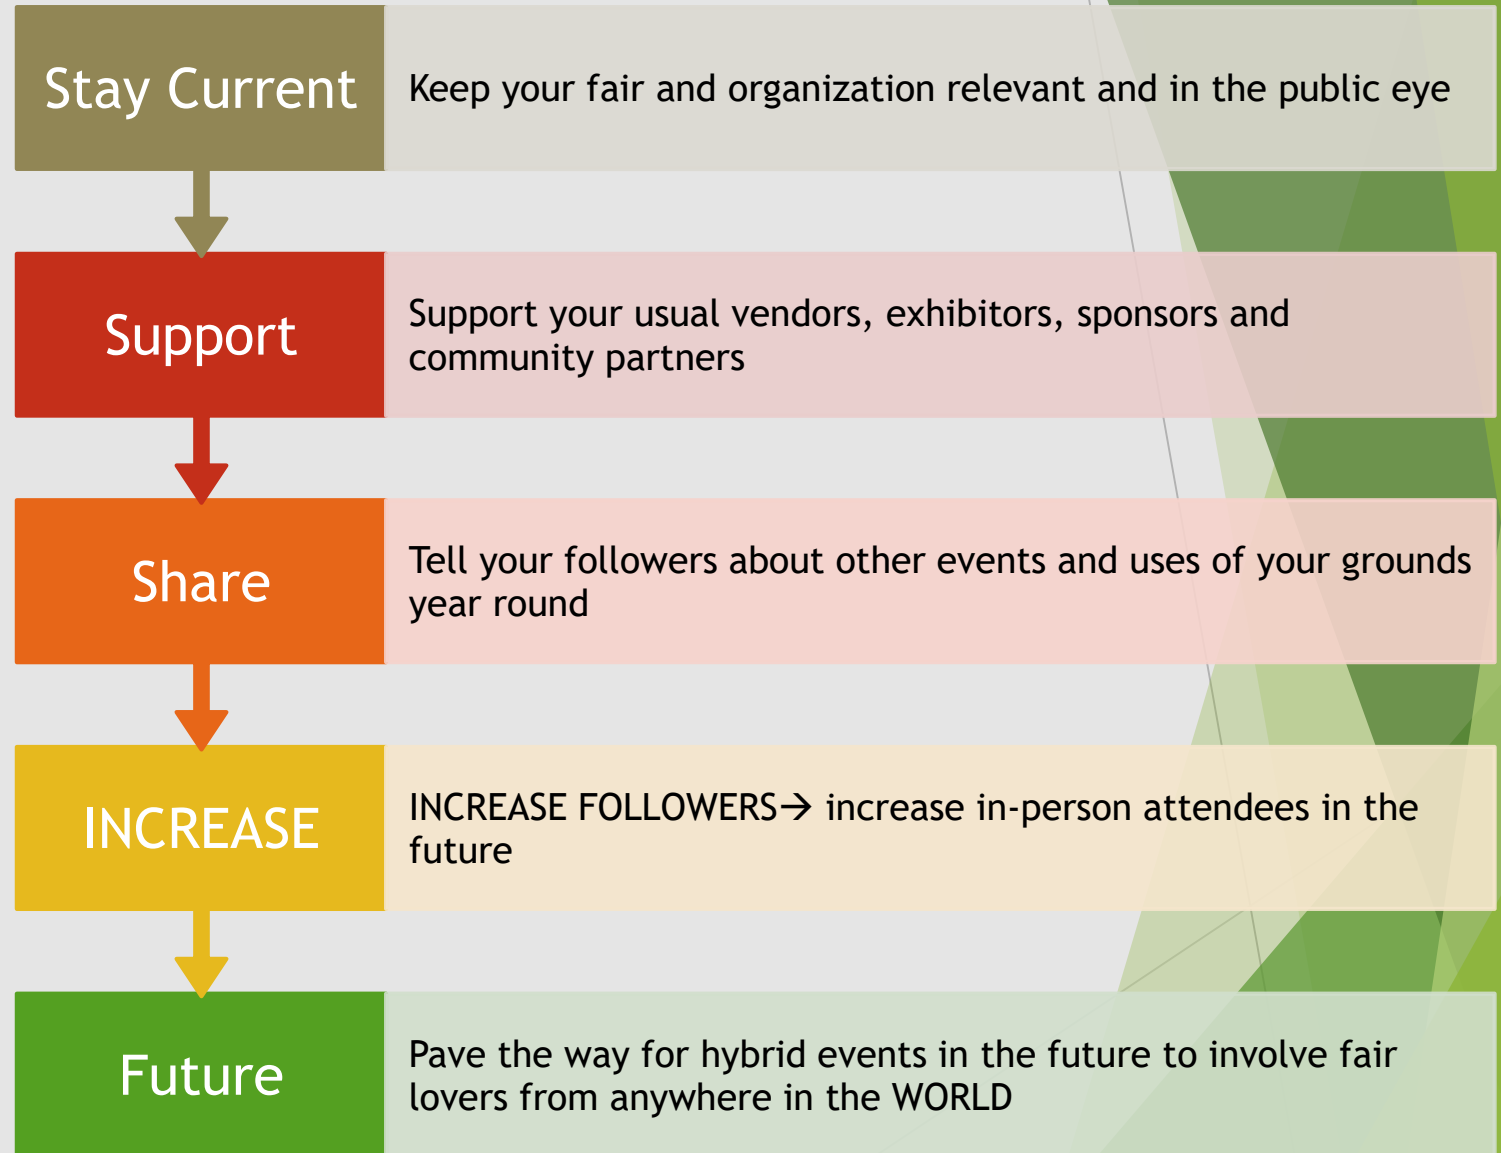 Stay Current
Keep your fair and organization relevant and in the public eye
Support
Support your usual vendors, exhibitors, sponsors and
community partners
Share
Tell your followers about other events and uses of your grounds
year round
INCREASE
INCREASE FOLLOWERS→ increase in-person attendees in the
future
Future
Pave the way for hybrid events in the future to involve fair
lovers from anywhere in the WORLD